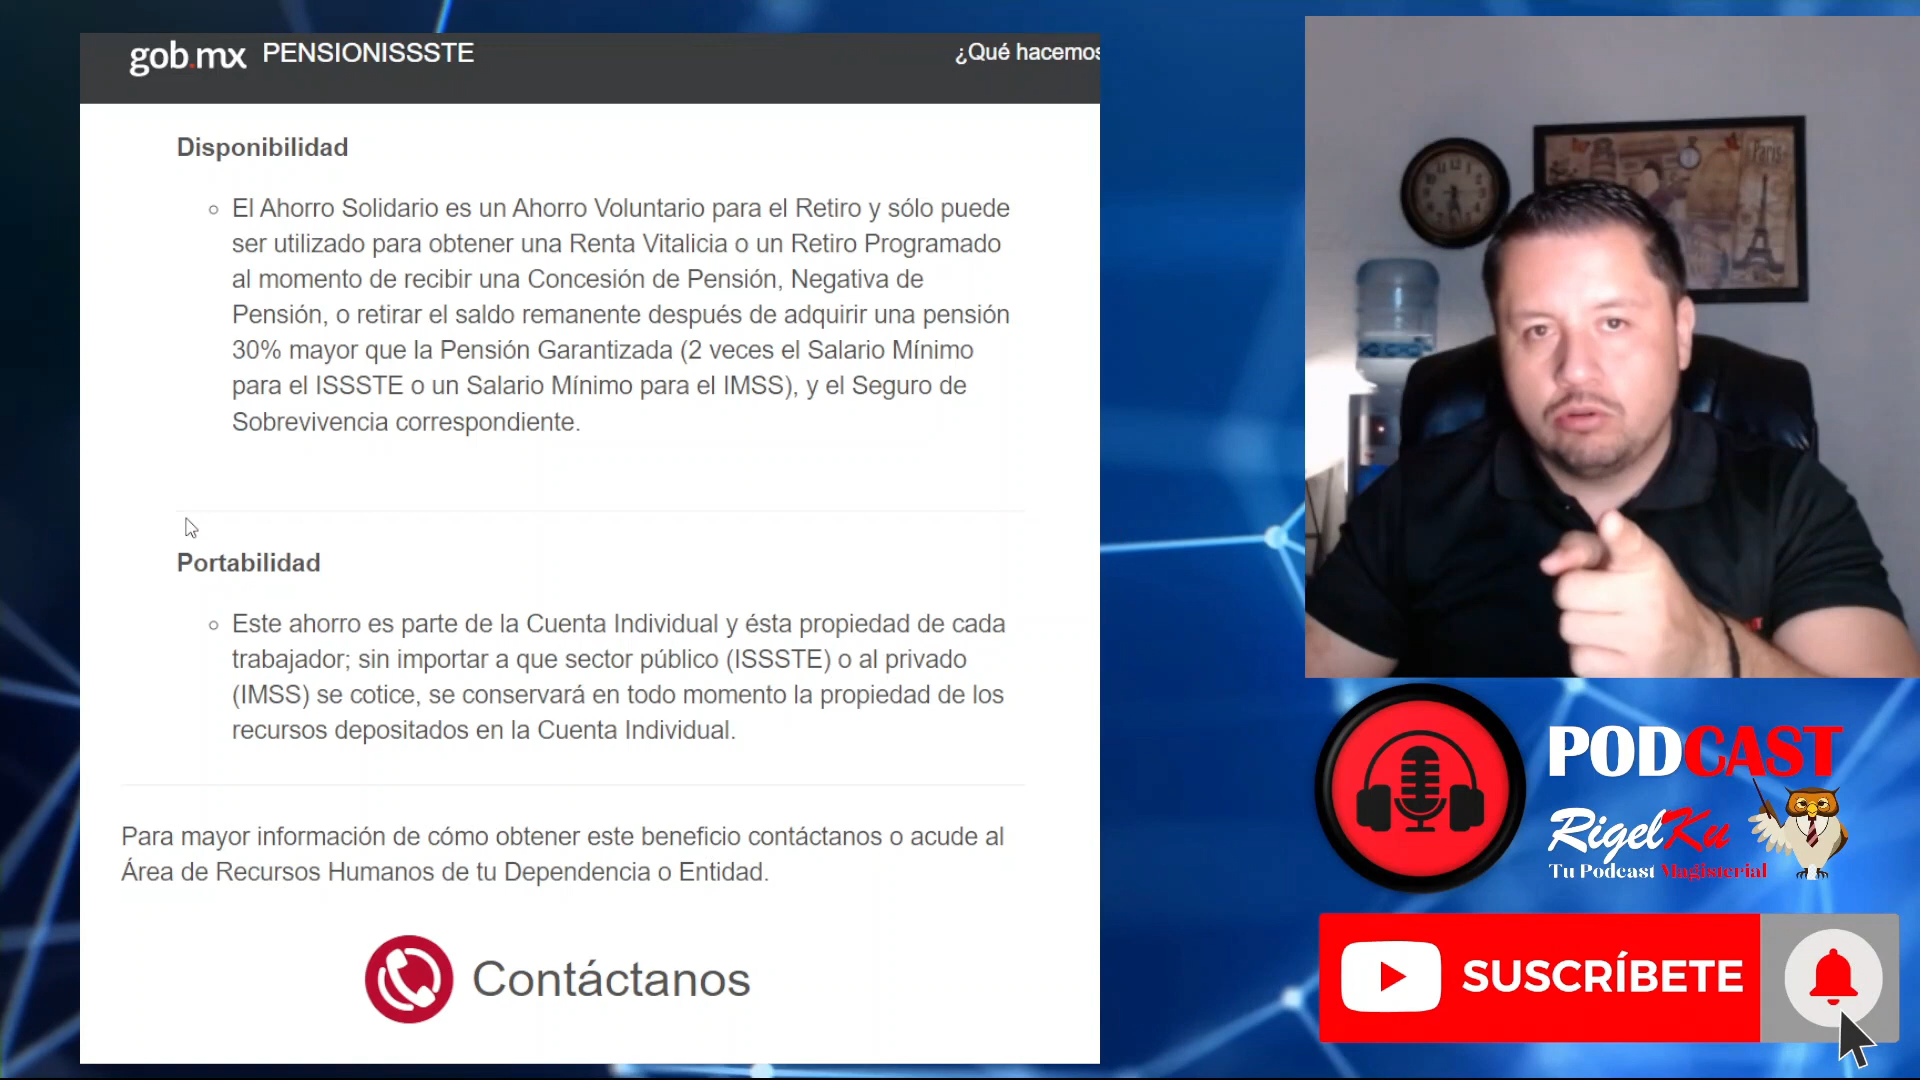 gob.mx PENSIONISSSTE
¿Qué hacemos
Disponibilidad
El Ahorro Solidario es un Ahorro Voluntario para el Retiro y sólo puede
ser utilizado para obtener una Renta Vitalicia o un Retiro Programado
al momento de recibir una Concesión de Pensión, Negativa de
Pensión, o retirar el saldo remanente después de adquirir una pensión
30% mayor que la Pensión Garantizada (2 veces el Salario Mínimo
para el ISSSTE o un Salario Mínimo para el IMSS), y el Seguro de
Sobrevivencia correspondiente.
Portabilidad
Este ahorro es parte de la Cuenta Individual y ésta propiedad de cada
trabajador; sin importar a que sector público (ISSSTE) o al privado
(IMSS) se cotice, se conservará en todo momento la propiedad de los
recursos depositados en la Cuenta Individual.
Para mayor información de cómo obtener este beneficio contáctanos o acude al
Área de Recursos Humanos de tu Dependencia o Entidad.
Contáctanos
Paris
PODCAST
RigelKu
Tu Podcast Magisterial
SUSCRÍBETE